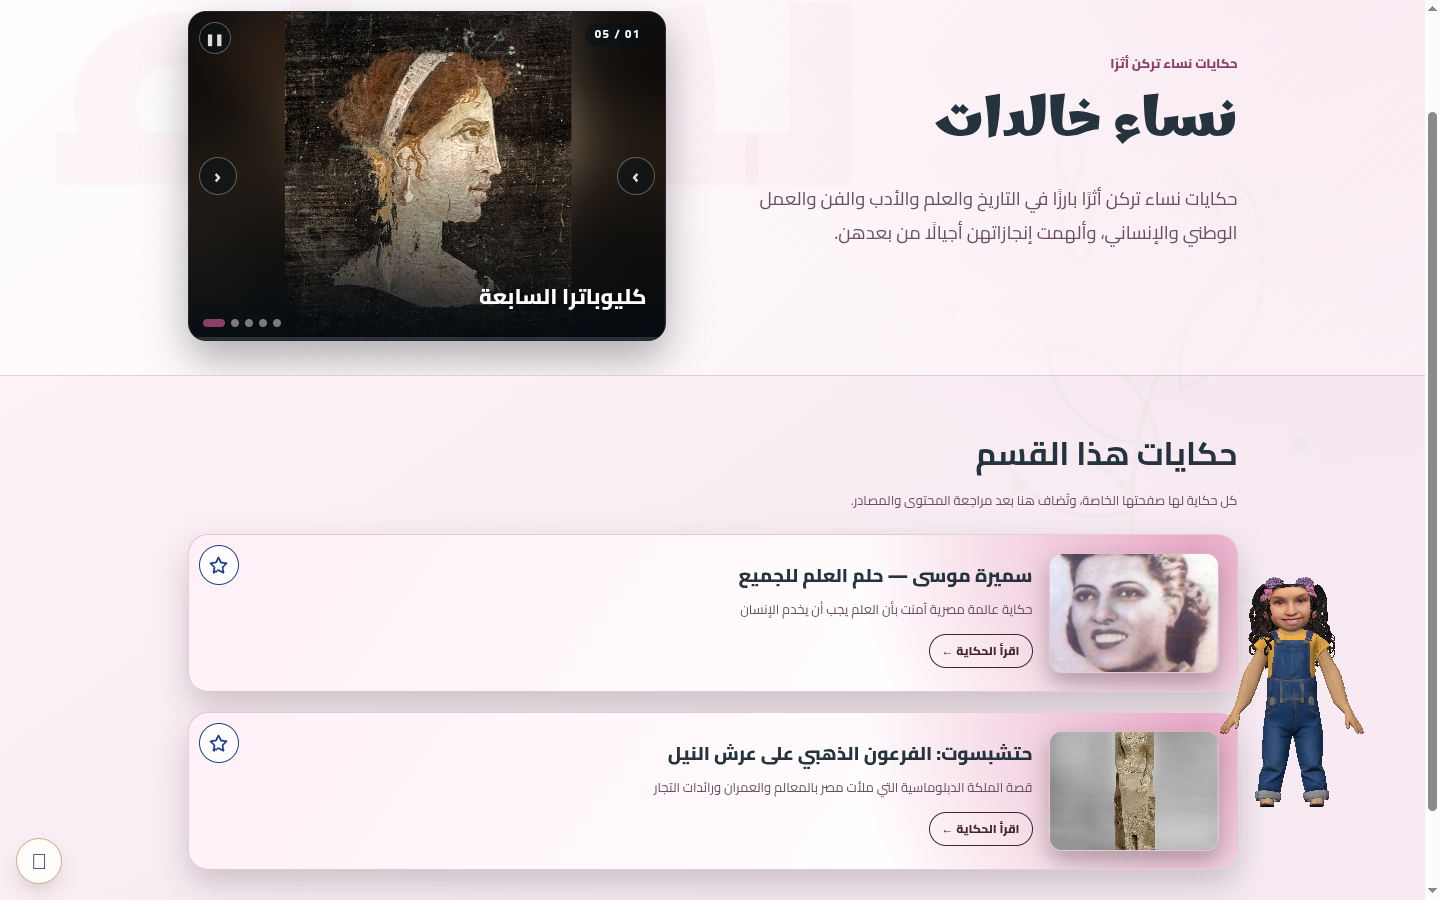 حكايات نساء تركن أثرًا
نساء خالدات
حكايات نساء تركن أثرًا بارزًا في التاريخ والعلم والأدب والفن والعمل
الوطني والإنساني، وألهمت إنجازاتهن أجيالًا من بعدهن.
05 / 01
كليوباترا السابعة
حكايات هذا القسم
كل حكاية لها صفحتها الخاصة، وتُضاف هنا بعد مراجعة المحتوى والمصادر.
سميرة موسى — حلم العلم للجميع
حكاية عالمة مصرية آمنت بأن العلم يجب أن يخدم الإنسان
اقرأ الحكاية ←
حتشبسوت: الفرعون الذهبي على عرش النيل
قصة الملكة الدبلوماسية التي ملأت مصر بالمعالم والعمران ورائدات التجار
اقرأ الحكاية ←